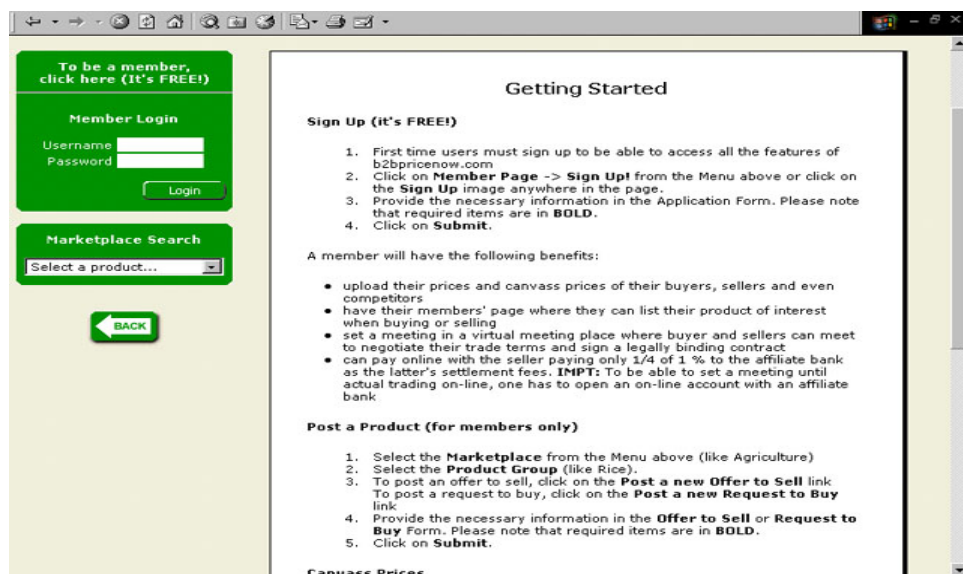 To be a member,
click here (It's FREE!)
Member Login
Username
Password
Login
Marketplace Search
Select a product...
BACK
Getting Started
Sign Up (it's FREE!)
1. First time users must sign up to be able to access all the features of
b2bpricenow.com
2. Click on Member Page -> Sign Up! from the Menu above or click on
the Sign Up image anywhere in the page.
3. Provide the necessary information in the Application Form. Please note
that required items are in BOLD.
4. Click on Submit.
A member will have the following benefits:
• upload their prices and canvass prices of their buyers, sellers and even
competitors
• have their members' page where they can list their product of interest
when buying or selling
• set a meeting in a virtual meeting place where buyer and sellers can meet
to negotiate their trade terms and sign a legally binding contract
• can pay online with the seller paying only 1/4 of 1 % to the affiliate bank
as the latter's settlement fees. IMPT: To be able to set a meeting until
actual trading on-line, one has to open an on-line account with an affiliate
bank
Post a Product (for members only)
1. Select the Marketplace from the Menu above (like Agriculture)
2. Select the Product Group (like Rice).
3. To post an offer to sell, click on the Post a new Offer to Sell link
To post a request to buy, click on the Post a new Request to Buy
link
4. Provide the necessary information in the Offer to Sell or Request to
Buy Form. Please note that required items are in BOLD.
5. Click on Submit.
Canvass Prices